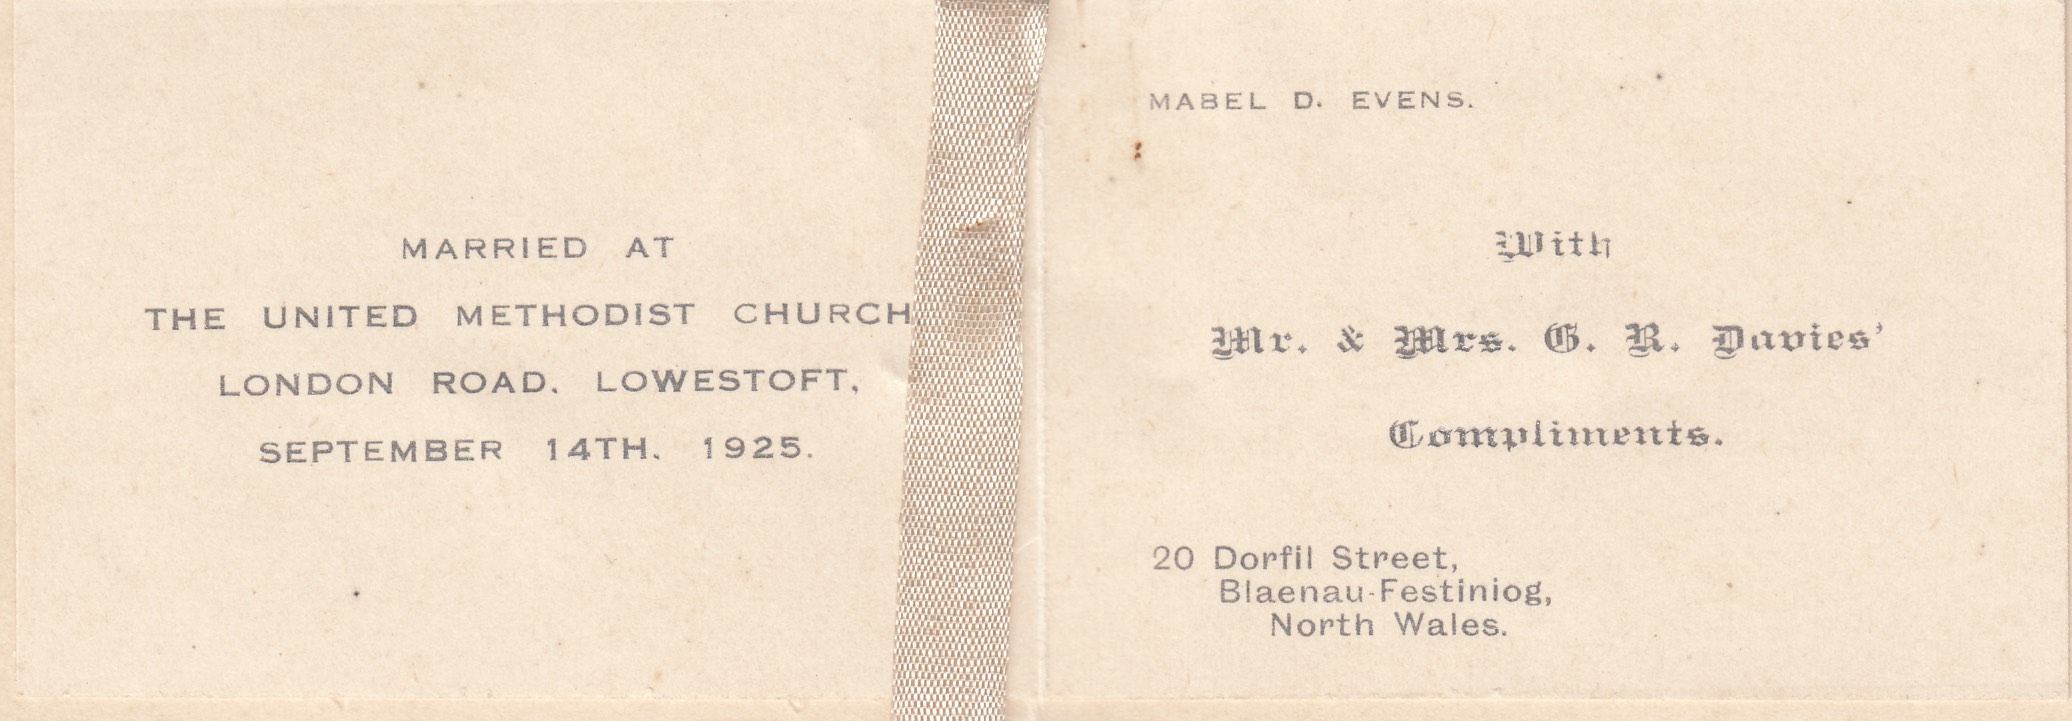 MARRIED AT
THE UNITED METHODIST CHURCH
LONDON ROAD. LOWESTOFT,
SEPTEMBER 14TH. 1925.
MABEL D. EVENS.
With
Mr. & Mrs. G. R. Davies'
Compliments.
20 Dorfil Street,
Blaenau-Festiniog,
North Wales.